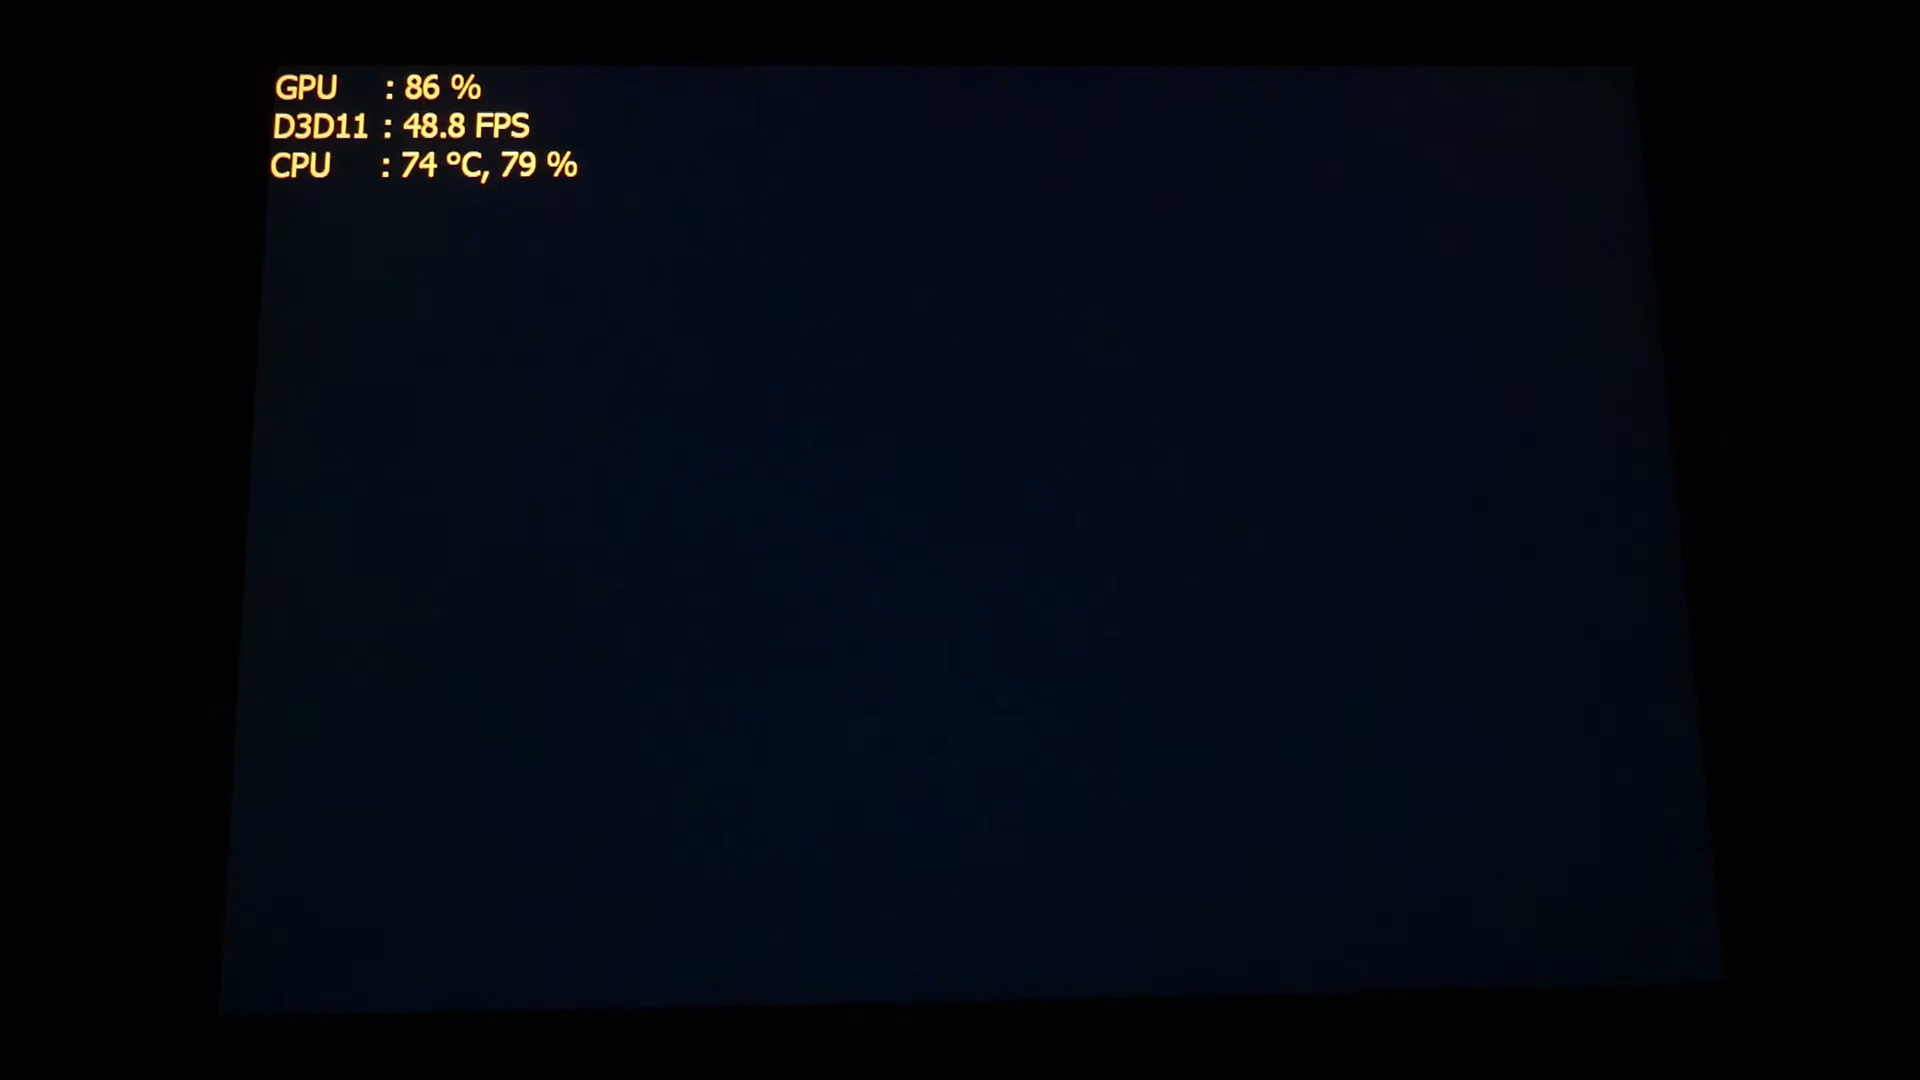 GPU : 86 %
D3D11 : 48.8 FPS
CPU : 74 °C, 79 %